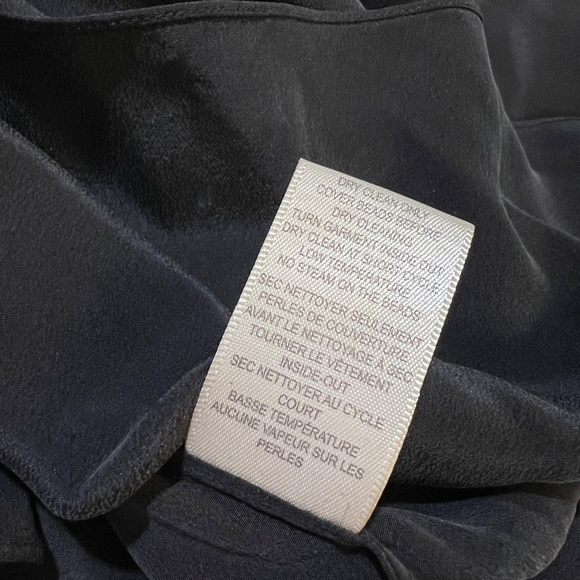 DRY CLEAN ONLY
COVER BEADS BEFORE
DRY CLEANING
TURN GARMENT INSIDE OUT
DRY CLEAN AT SHORT CYCLE
LOW TEMPERATURE
NO STEAM ON THE BEADS
SEC NETTOYER SEULEMENT
PERLES DE COUVERTURE
AVANT LE NETTOYAGE À SEC
TOURNER LE VÊTEMENT
INSIDE-OUT
SEC NETTOYER AU CYCLE
COURT
BASSE TEMPÉRATURE
AUCUNE VAPEUR SUR LES
PERLES